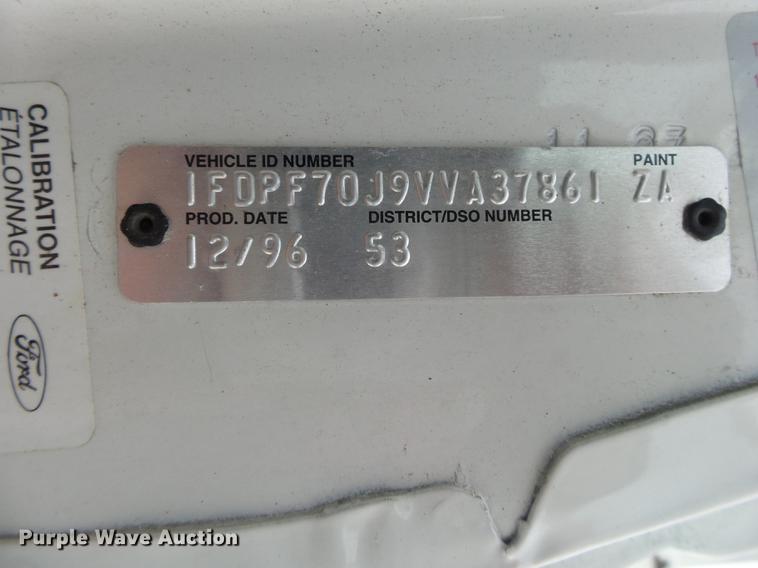 CALIBRATION
ÉTALONNAGE
Ford
VEHICLE ID NUMBER PAINT
1FDPF70J9VVA37861 ZA
PROD. DATE DISTRICT/DSO NUMBER
12/96 53
Purple Wave Auction